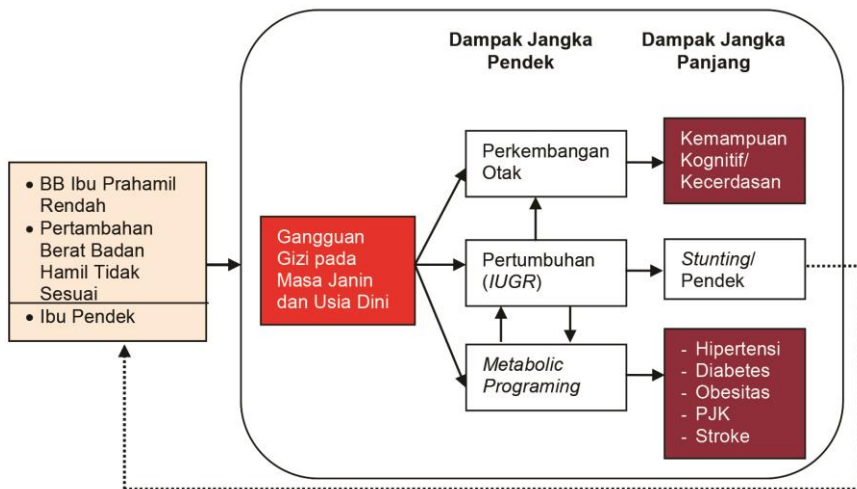 Dampak Jangka
Pendek
Dampak Jangka
Panjang
• BB Ibu Prahamil
Rendah
• Pertambahan
Berat Badan
Hamil Tidak
Sesuai
• Ibu Pendek
Gangguan
Gizi pada
Masa Janin
dan Usia Dini
Perkembangan
Otak
Kemampuan
Kognitif/
Kecerdasan
Pertumbuhan
(IUGR)
Stunting/
Pendek
Metabolic
Programing
- Hipertensi
- Diabetes
- Obesitas
- PJK
- Stroke